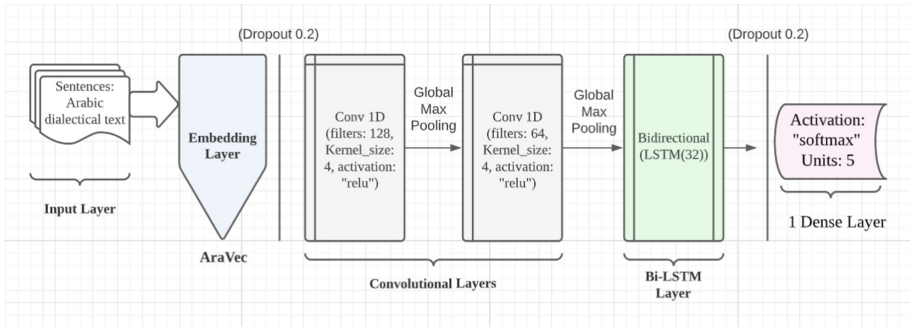 (Dropout 0.2)
(Dropout 0.2)
Sentences:
Arabic
dialectical text
Input Layer
Embedding
Layer
AraVec
Conv 1D
(filters: 128,
Kernel_size:
4, activation:
"relu")
Global
Max
Pooling
Conv 1D
(filters: 64,
Kernel_size:
4, activation:
"relu")
Convolutional Layers
Global
Max
Pooling
Bidirectional
(LSTM(32))
Bi-LSTM
Layer
Activation:
"softmax"
Units: 5
1 Dense Layer